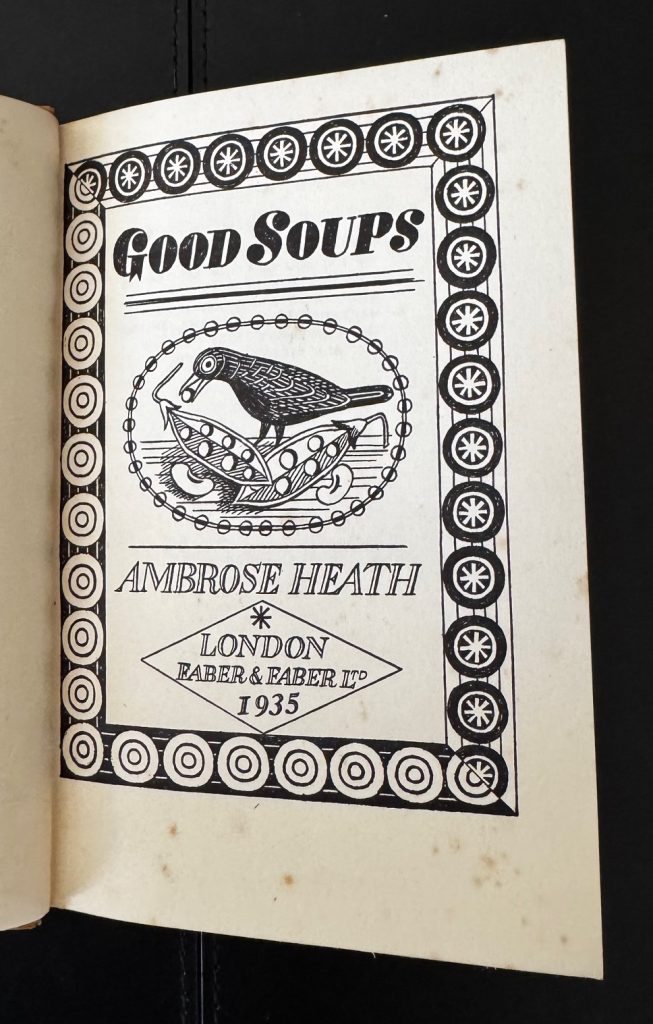 GOOD SOUPS
AMBROSE HEATH
LONDON
FABER & FABER LTD
1935